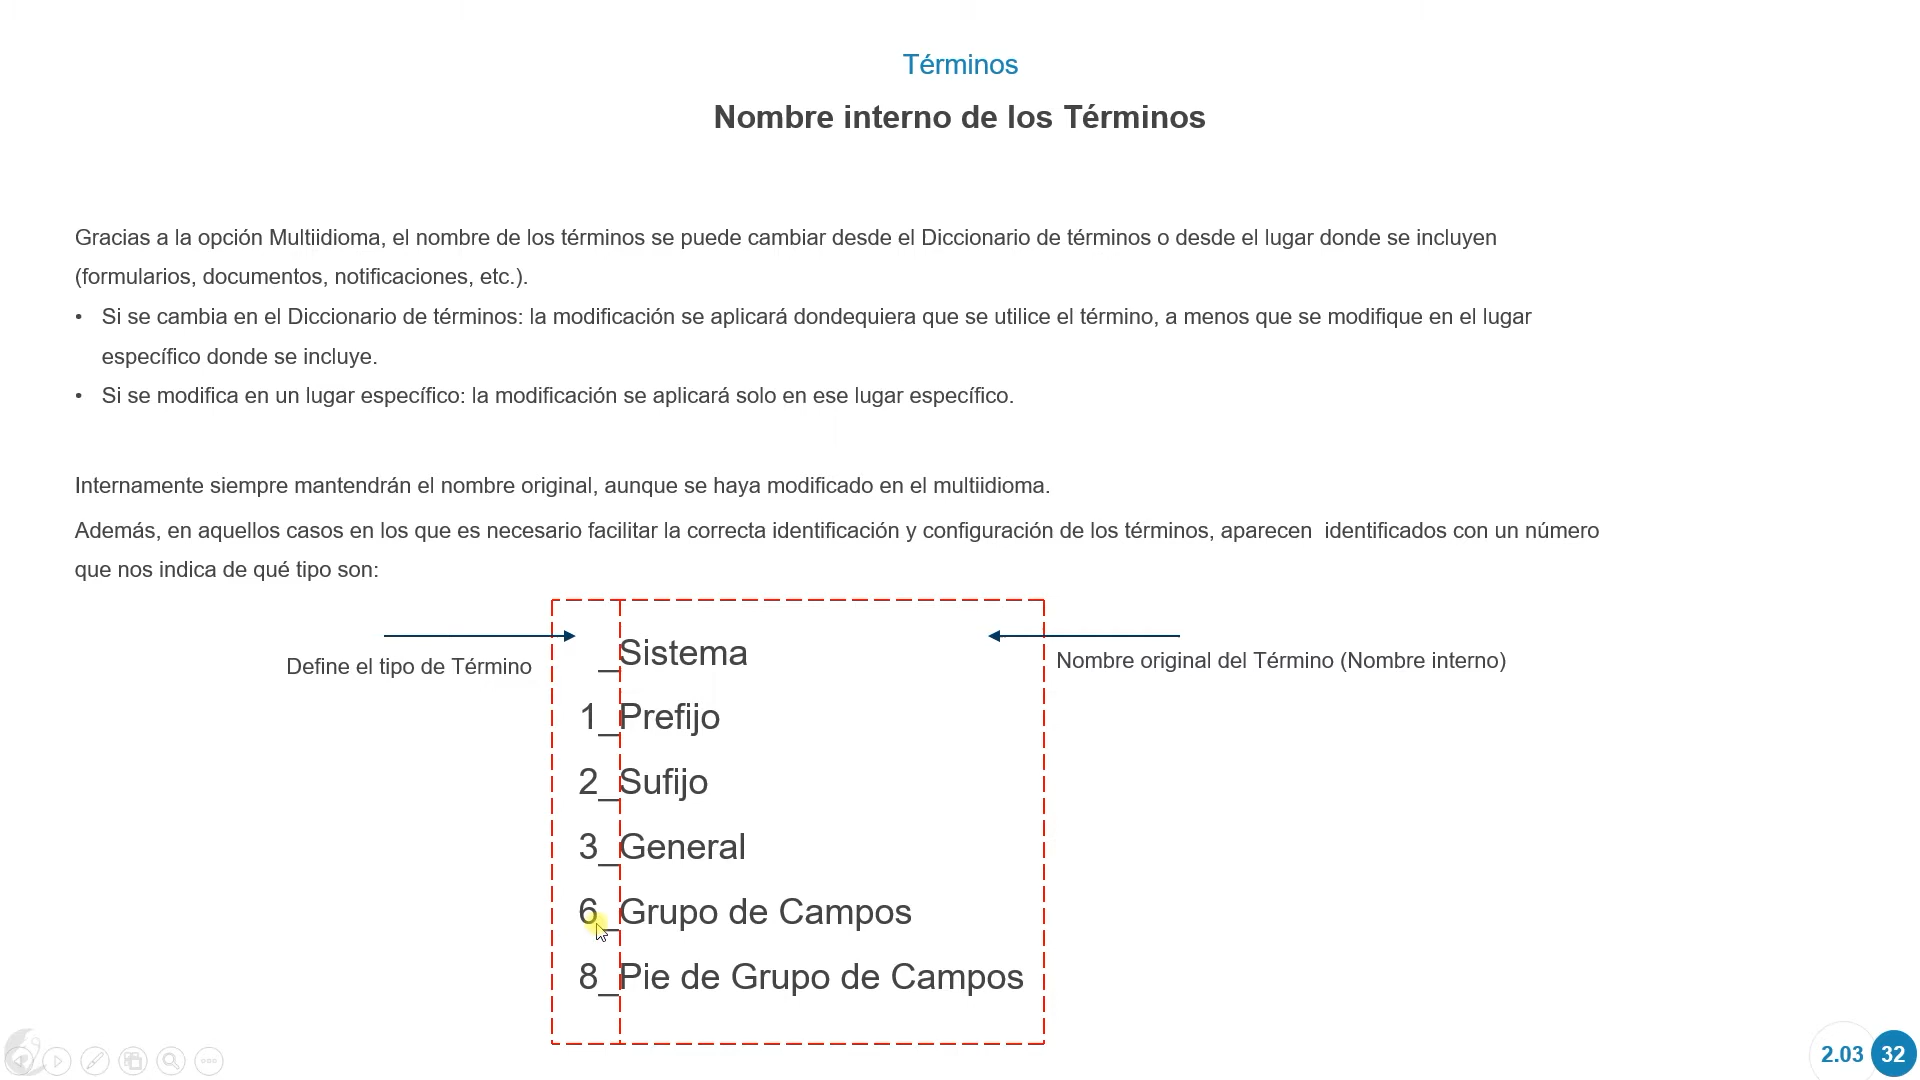 Términos
Nombre interno de los Términos
Gracias a la opción Multiidioma, el nombre de los términos se puede cambiar desde el Diccionario de términos o desde el lugar donde se incluyen
(formularios, documentos, notificaciones, etc.).
• Si se cambia en el Diccionario de términos: la modificación se aplicará dondequiera que se utilice el término, a menos que se modifique en el lugar
específico donde se incluye.
• Si se modifica en un lugar específico: la modificación se aplicará solo en ese lugar específico.
Internamente siempre mantendrán el nombre original, aunque se haya modificado en el multiidioma.
Además, en aquellos casos en los que es necesario facilitar la correcta identificación y configuración de los términos, aparecen  identificados con un número
que nos indica de qué tipo son:
Define el tipo de Término
_Sistema
Nombre original del Término (Nombre interno)
1_Prefijo
2_Sufijo
3_General
6_Grupo de Campos
8_Pie de Grupo de Campos
2.03 32